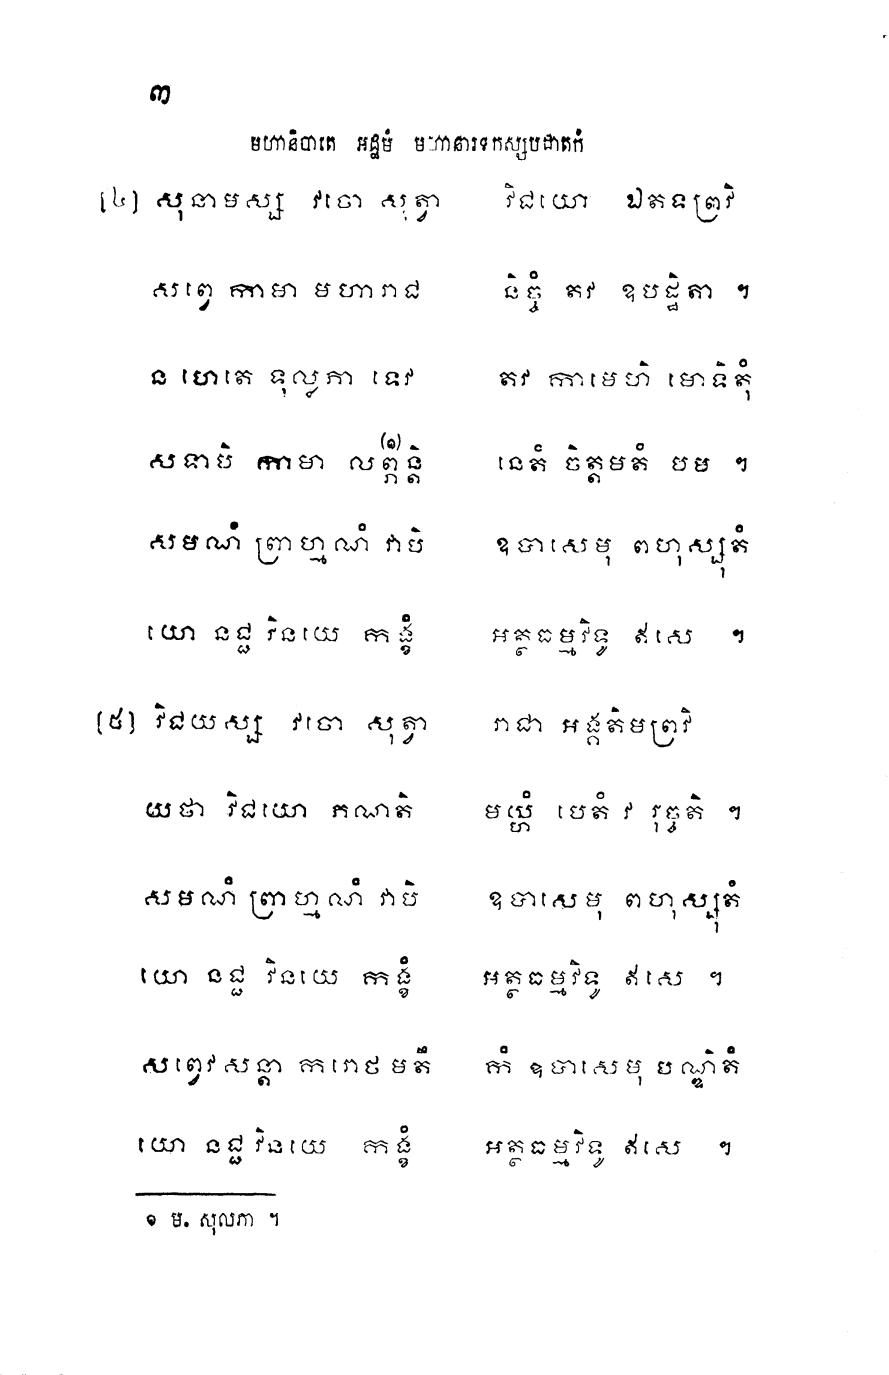 ៣
មហានិបាតេ អដ្ឋមំ មហានារទកស្សបជាតកំ
(៤) សុនាមស្ស វចោ សុត្វា វិជយោ ឯតទព្រវិ
សព្វេ កាមា មហារាជ និច្ចំ តវ ឧបដ្ឋិតា ។
ន ហេតេ ទុល្លភា ទេវ តវ កាមេហិ មោទិតុំ
សទាបិ កាមា លព្ភន្តិ (១) នេតំ ចិត្តមតំ មម ។
សមណំ ព្រាហ្មណំ វាបិ ឧបាសេមុ ពហុស្សុតំ
យោ នជ្ជ វិនយេ កង្ខំ អត្ថធម្មវិទូ ឥសេ ។
(៥) វិជយស្ស វចោ សុត្វា រាជា អង្គតិមព្រវិ
យថា វិជយោ ភណតិ មយ្ហំ បេតំ វ រុច្ចតិ ។
សមណំ ព្រាហ្មណំ វាបិ ឧបាសេមុ ពហុស្សុតំ
យោ នជ្ជ វិនយេ កង្ខំ អត្ថធម្មវិទូ ឥសេ ។
សព្វេវ សន្តា ករោថ មតឹ កំ ឧបាសេមុ បណ្ឌិតំ
យោ នជ្ជ វិនយេ កង្ខំ អត្ថធម្មវិទូ ឥសេ ។
១ ម. សុលភា ។